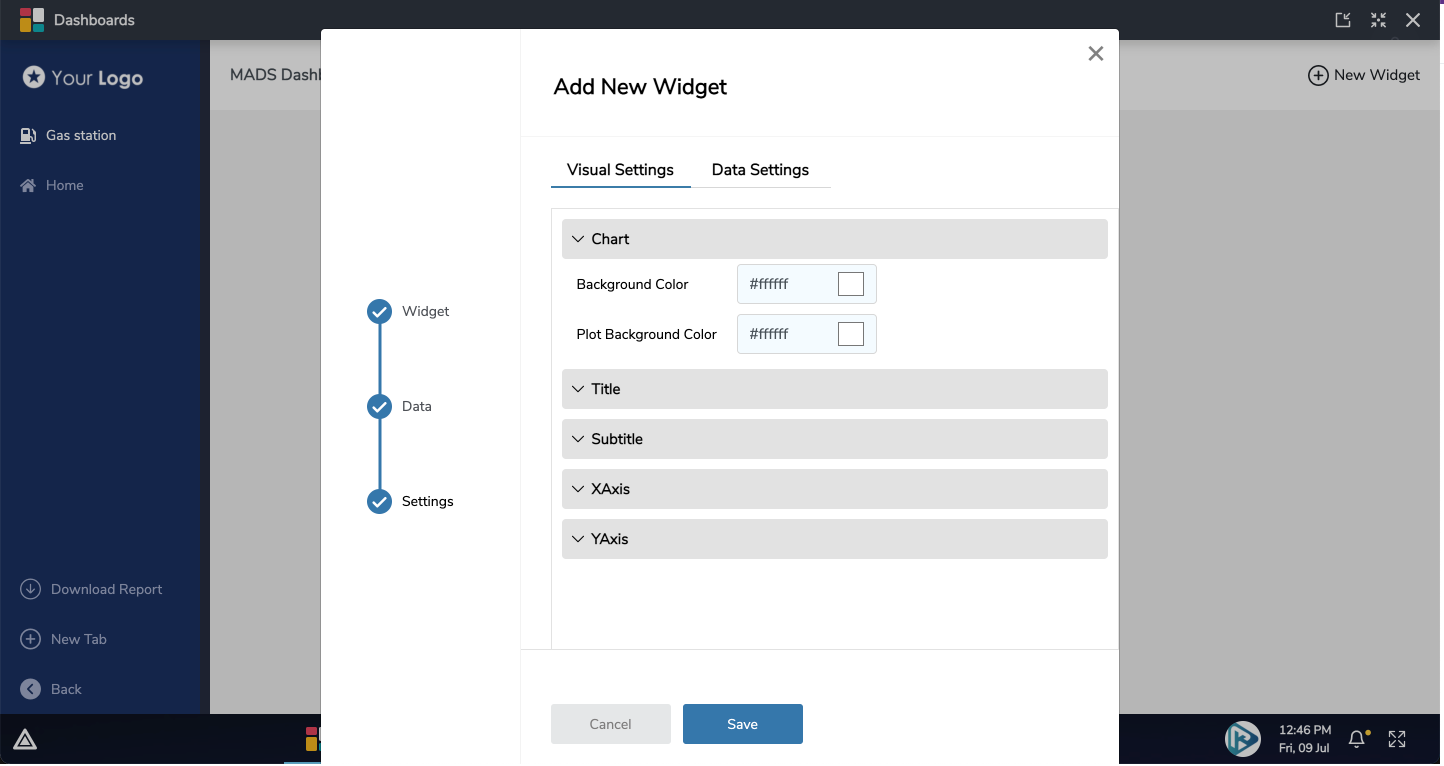 Dashboards
Your Logo
MADS Dashb
New Widget
Gas station
Home
Download Report
New Tab
Back
Add New Widget
Widget
Data
Settings
Visual Settings
Data Settings
Chart
Background Color
#ffffff
Plot Background Color
#ffffff
Title
Subtitle
XAxis
YAxis
Cancel
Save
12:46 PM
Fri, 09 Jul